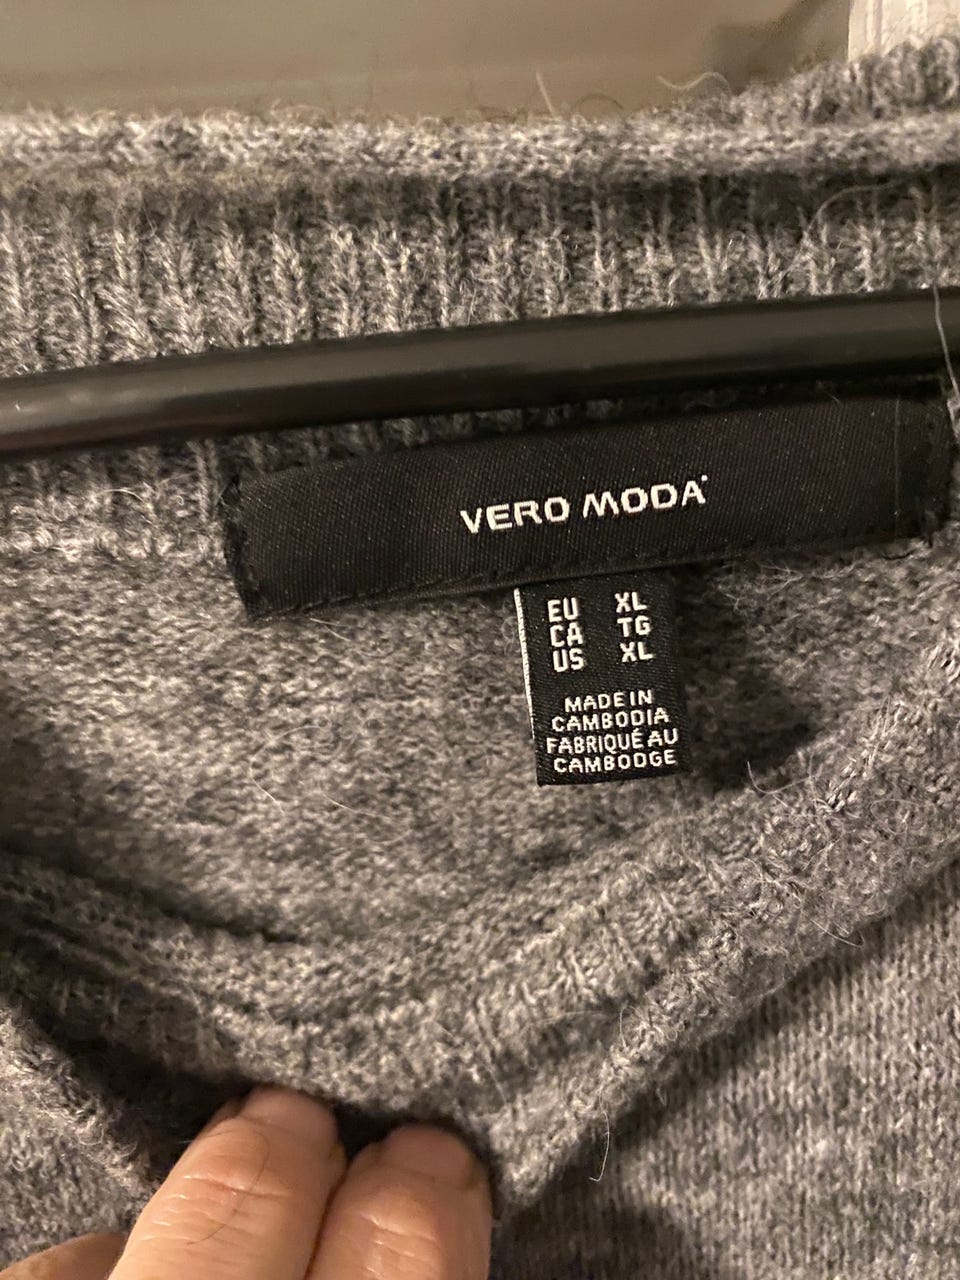 VERO MODA
EU XL
CA TG
US XL
MADE IN
CAMBODIA
FABRIQUÉ AU
CAMBODGE